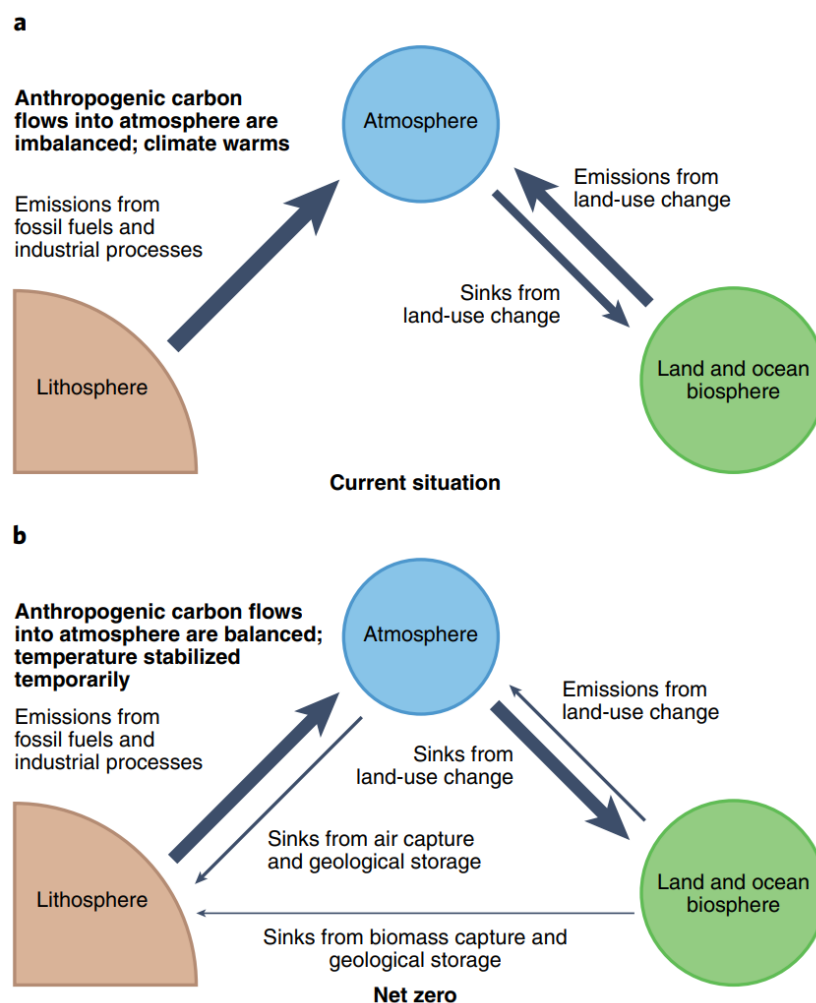 a
Anthropogenic carbon
flows into atmosphere are
imbalanced; climate warms
Atmosphere
Emissions from
fossil fuels and
industrial processes
Emissions from
land-use change
Sinks from
land-use change
Lithosphere
Land and ocean
biosphere
Current situation
b
Anthropogenic carbon flows
into atmosphere are balanced;
temperature stabilized
temporarily
Atmosphere
Emissions from
fossil fuels and
industrial processes
Emissions from
land-use change
Sinks from
land-use change
Sinks from air capture
and geological storage
Lithosphere
Land and ocean
biosphere
Sinks from biomass capture and
geological storage
Net zero